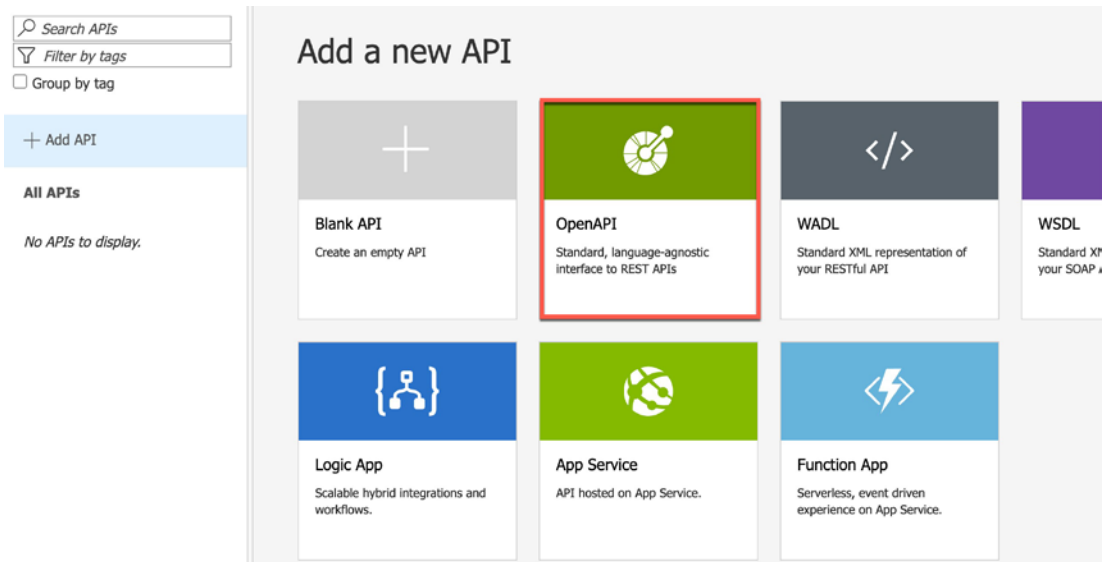 Search APIs
Filter by tags
Group by tag
Add API
All APIs
No APIs to display.
Add a new API
Blank API
Create an empty API
OpenAPI
Standard, language-agnostic
interface to REST APIs
WADL
Standard XML representation of
your RESTful API
WSDL
Standard
your SOAP
Logic App
Scalable hybrid integrations and
workflows.
App Service
API hosted on App Service.
Function App
Serverless, event driven
experience on App Service.